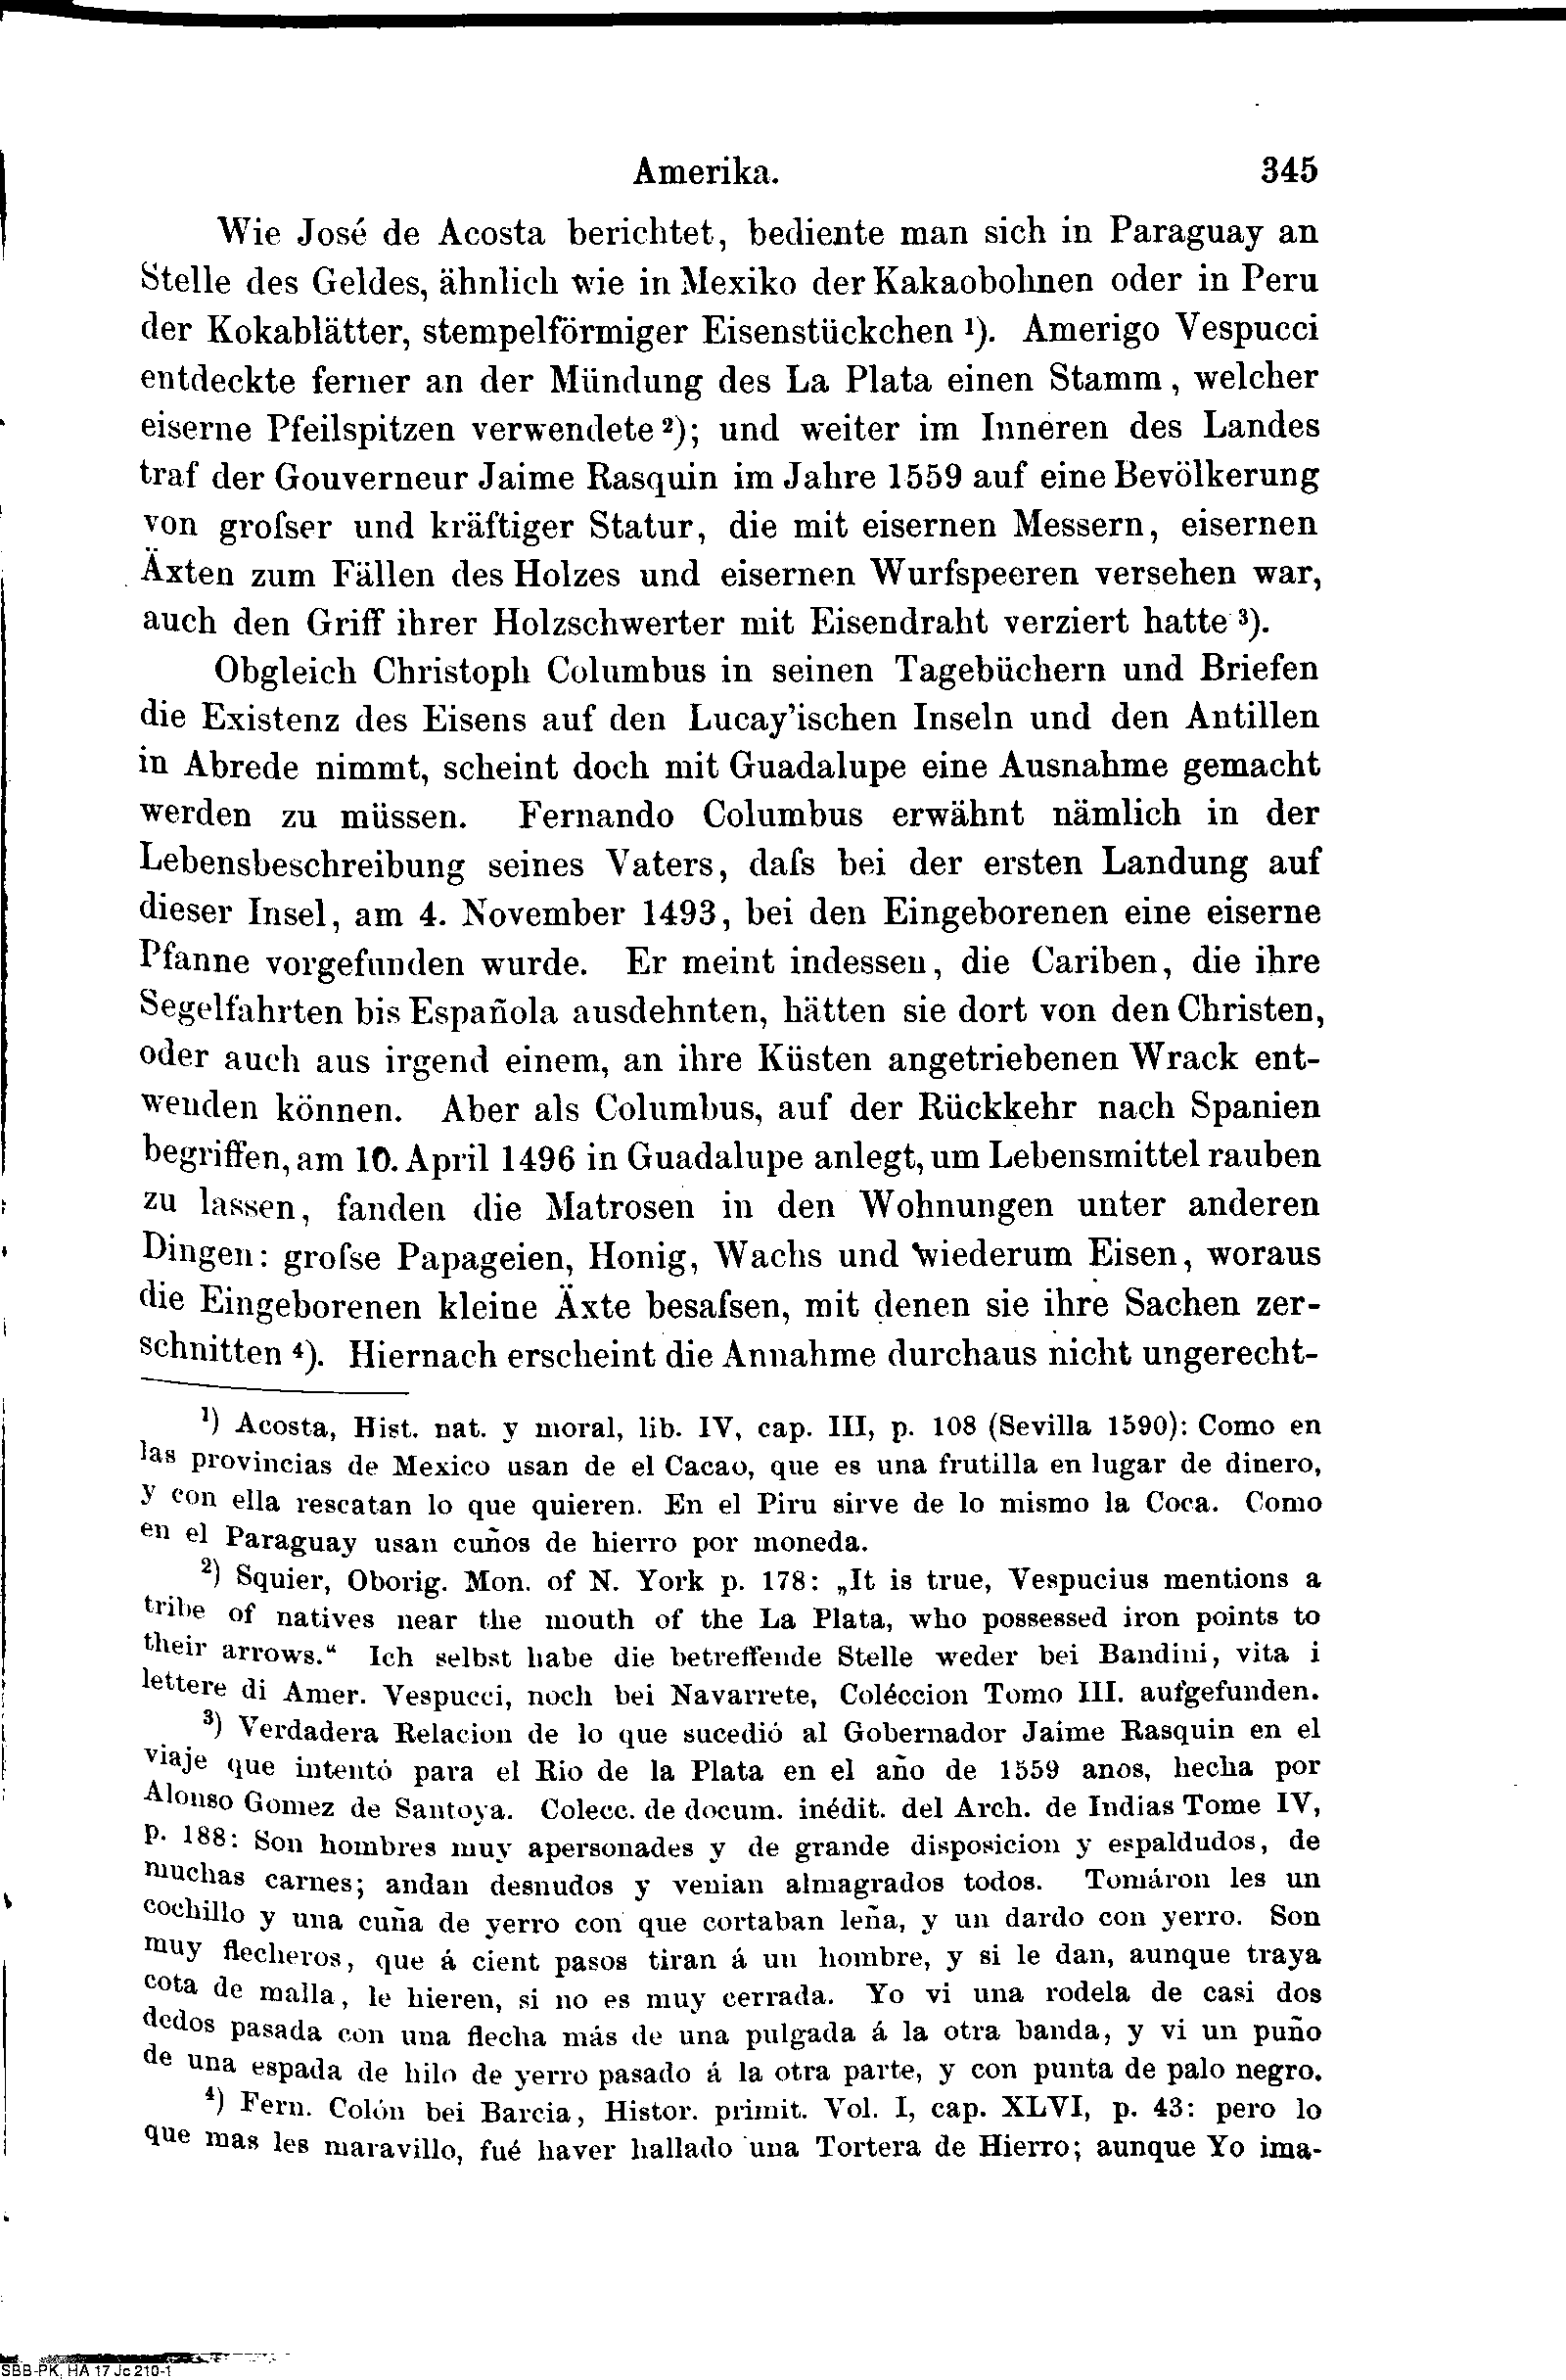 Amerika. 345
Wie José de Acosta berichtet, bediente man sich in Paraguay an
Stelle des Geldes, ähnlich wie in Mexiko der Kakaobohnen oder in Peru
der Kokablätter, stempelförmiger Eisenstückchen ¹). Amerigo Vespucci
entdeckte ferner an der Mündung des La Plata einen Stamm, welcher
eiserne Pfeilspitzen verwendete ²); und weiter im Inneren des Landes
traf der Gouverneur Jaime Rasquin im Jahre 1559 auf eine Bevölkerung
von groſser und kräftiger Statur, die mit eisernen Messern, eisernen
Äxten zum Fällen des Holzes und eisernen Wurfspeeren versehen war,
auch den Griff ihrer Holzschwerter mit Eisendraht verziert hatte ³).
Obgleich Christoph Columbus in seinen Tagebüchern und Briefen
die Existenz des Eisens auf den Lucay'ischen Inseln und den Antillen
in Abrede nimmt, scheint doch mit Guadalupe eine Ausnahme gemacht
werden zu müssen. Fernando Columbus erwähnt nämlich in der
Lebensbeschreibung seines Vaters, daſs bei der ersten Landung auf
dieser Insel, am 4. November 1493, bei den Eingeborenen eine eiserne
Pfanne vorgefunden wurde. Er meint indessen, die Cariben, die ihre
Segelfahrten bis Española ausdehnten, hätten sie dort von den Christen,
oder auch aus irgend einem, an ihre Küsten angetriebenen Wrack ent-
wenden können. Aber als Columbus, auf der Rückkehr nach Spanien
begriffen, am 10. April 1496 in Guadalupe anlegt, um Lebensmittel rauben
zu lassen, fanden die Matrosen in den Wohnungen unter anderen
Dingen: groſse Papageien, Honig, Wachs und wiederum Eisen, woraus
die Eingeborenen kleine Äxte besaſsen, mit denen sie ihre Sachen zer-
schnitten ⁴). Hiernach erscheint die Annahme durchaus nicht ungerecht-
¹) Acosta, Hist. nat. y moral, lib. IV, cap. III, p. 108 (Sevilla 1590): Como en
las provincias de Mexico usan de el Cacao, que es una frutilla en lugar de dinero,
y con ella rescatan lo que quieren. En el Piru sirve de lo mismo la Coca. Como
en el Paraguay usan cuños de hierro por moneda.
²) Squier, Oborig. Mon. of N. York p. 178: „It is true, Vespucius mentions a
tribe of natives near the mouth of the La Plata, who possessed iron points to
their arrows.“ Ich selbst habe die betreffende Stelle weder bei Bandini, vita i
lettere di Amer. Vespucci, noch bei Navarrete, Coléccion Tomo III. aufgefunden.
³) Verdadera Relacion de lo que sucedió al Gobernador Jaime Rasquin en el
viaje que intentó para el Rio de la Plata en el año de 1559 anos, hecha por
Alonso Gomez de Santoya. Colecc. de docum. inédit. del Arch. de Indias Tome IV,
p. 188: Son hombres muy apersonades y de grande disposicion y espaldudos, de
muchas carnes; andan desnudos y venian almagrados todos. Tomáron les un
cochillo y una cuña de yerro con que cortaban leña, y un dardo con yerro. Son
muy flecheros, que á cient pasos tiran á un hombre, y si le dan, aunque traya
cota de malla, le hieren, si no es muy cerrada. Yo vi una rodela de casi dos
dedos pasada con una flecha más de una pulgada á la otra banda, y vi un puño
de una espada de hilo de yerro pasado á la otra parte, y con punta de palo negro.
⁴) Fern. Colón bei Barcia, Histor. primit. Vol. I, cap. XLVI, p. 43: pero lo
que mas les maravillo, fué haver hallado una Tortera de Hierro; aunque Yo ima-
SBB-PK, HA 17 Jc 210-1